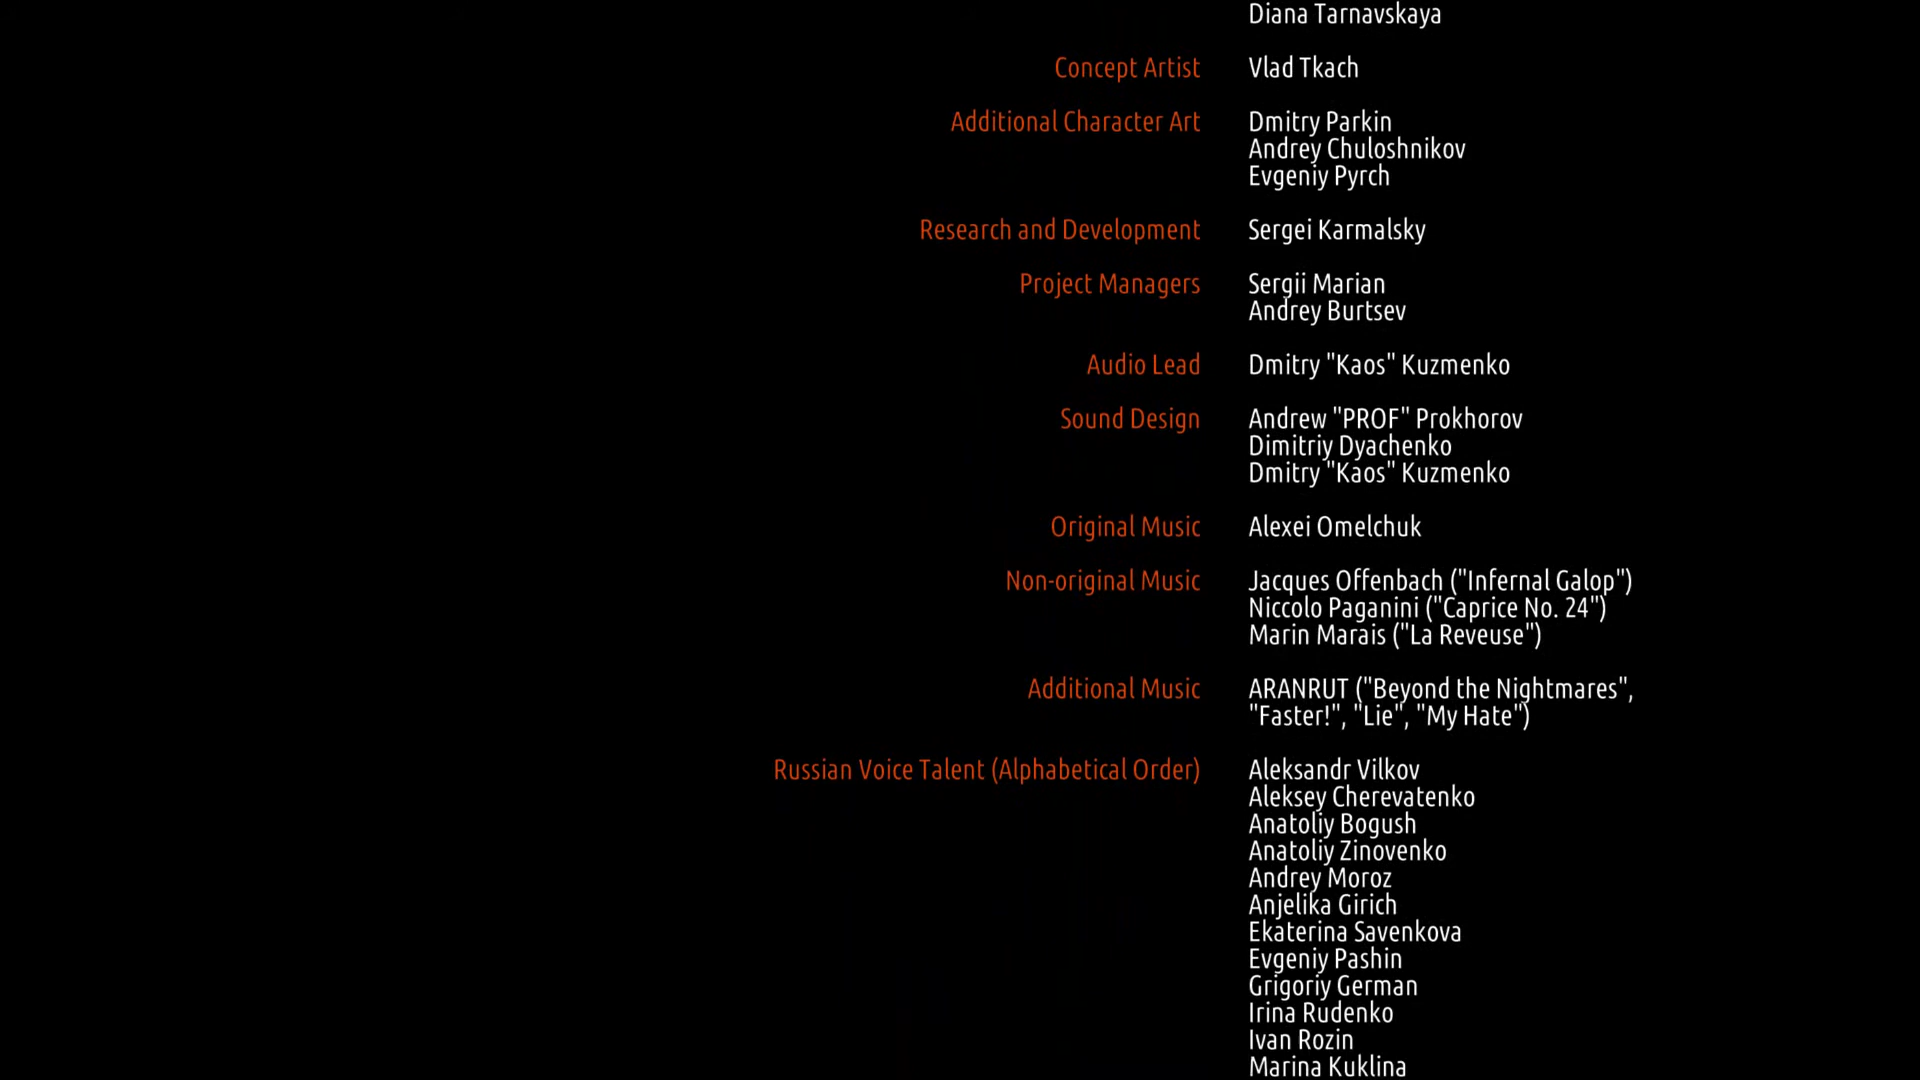 Diana Tarnavskaya
Concept Artist Vlad Tkach
Additional Character Art Dmitry Parkin
Andrey Chuloshnikov
Evgeniy Pyrch
Research and Development Sergei Karmalsky
Project Managers Sergii Marian
Andrey Burtsev
Audio Lead Dmitry "Kaos" Kuzmenko
Sound Design Andrew "PROF" Prokhorov
Dimitriy Dyachenko
Dmitry "Kaos" Kuzmenko
Original Music Alexei Omelchuk
Non-original Music Jacques Offenbach ("Infernal Galop")
Niccolo Paganini ("Caprice No. 24")
Marin Marais ("La Reveuse")
Additional Music ARANRUT ("Beyond the Nightmares",
"Faster!", "Lie", "My Hate")
Russian Voice Talent (Alphabetical Order) Aleksandr Vilkov
Aleksey Cherevatenko
Anatoliy Bogush
Anatoliy Zinovenko
Andrey Moroz
Anjelika Girich
Ekaterina Savenkova
Evgeniy Pashin
Grigoriy German
Irina Rudenko
Ivan Rozin
Marina Kuklina